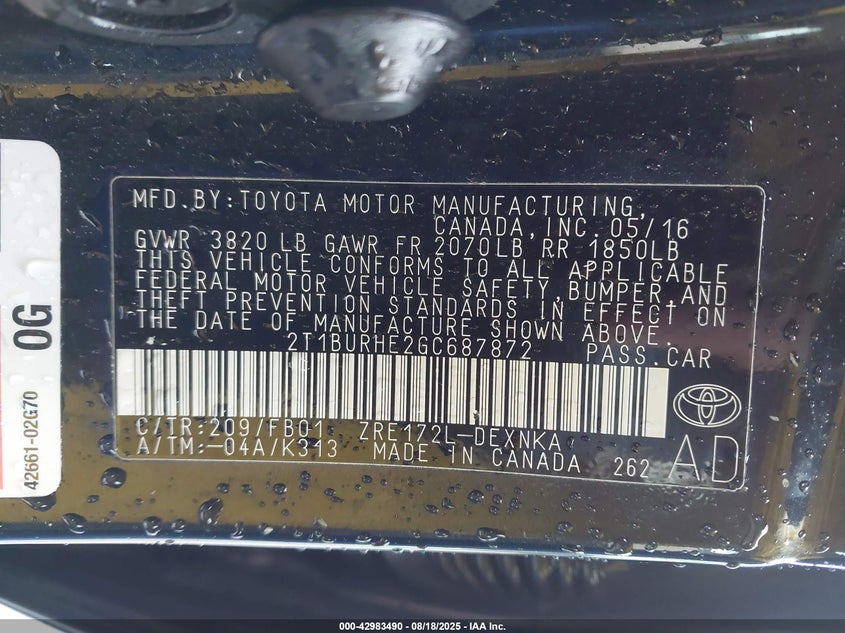 MFD.BY:TOYOTA MOTOR MANUFACTURING,
CANADA, INC. 05/16
GVWR 3820 LB GAWR FR 2070LB RR 1850LB
THIS VEHICLE CONFORMS TO ALL APPLICABLE
FEDERAL MOTOR VEHICLE SAFETY,BUMPER,AND
THEFT PREVENTION STANDARDS IN EFFECT ON
THE DATE OF MANUFACTURE SHOWN ABOVE.
2T1BURHE2GC687872 PASS.CAR
C/TR:209/FB01 ZRE172L-DEXNKA
A/TM:-04A/K313 MADE IN CANADA 262
AD
0G
42661-02G70
000-42983490 - 08/18/2025 - IAA Inc.